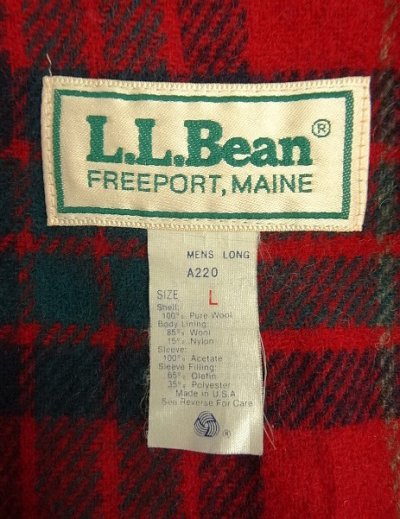 L.L.Bean®
FREEPORT, MAINE
MENS LONG
A220
SIZE L
Shell:
100% Pure Wool
Body Lining:
85% Wool
15% Nylon
Sleeve:
100% Acetate
Sleeve Filling:
65% Olefin
35% Polyester
Made in U.S.A.
See Reverse For Care
®